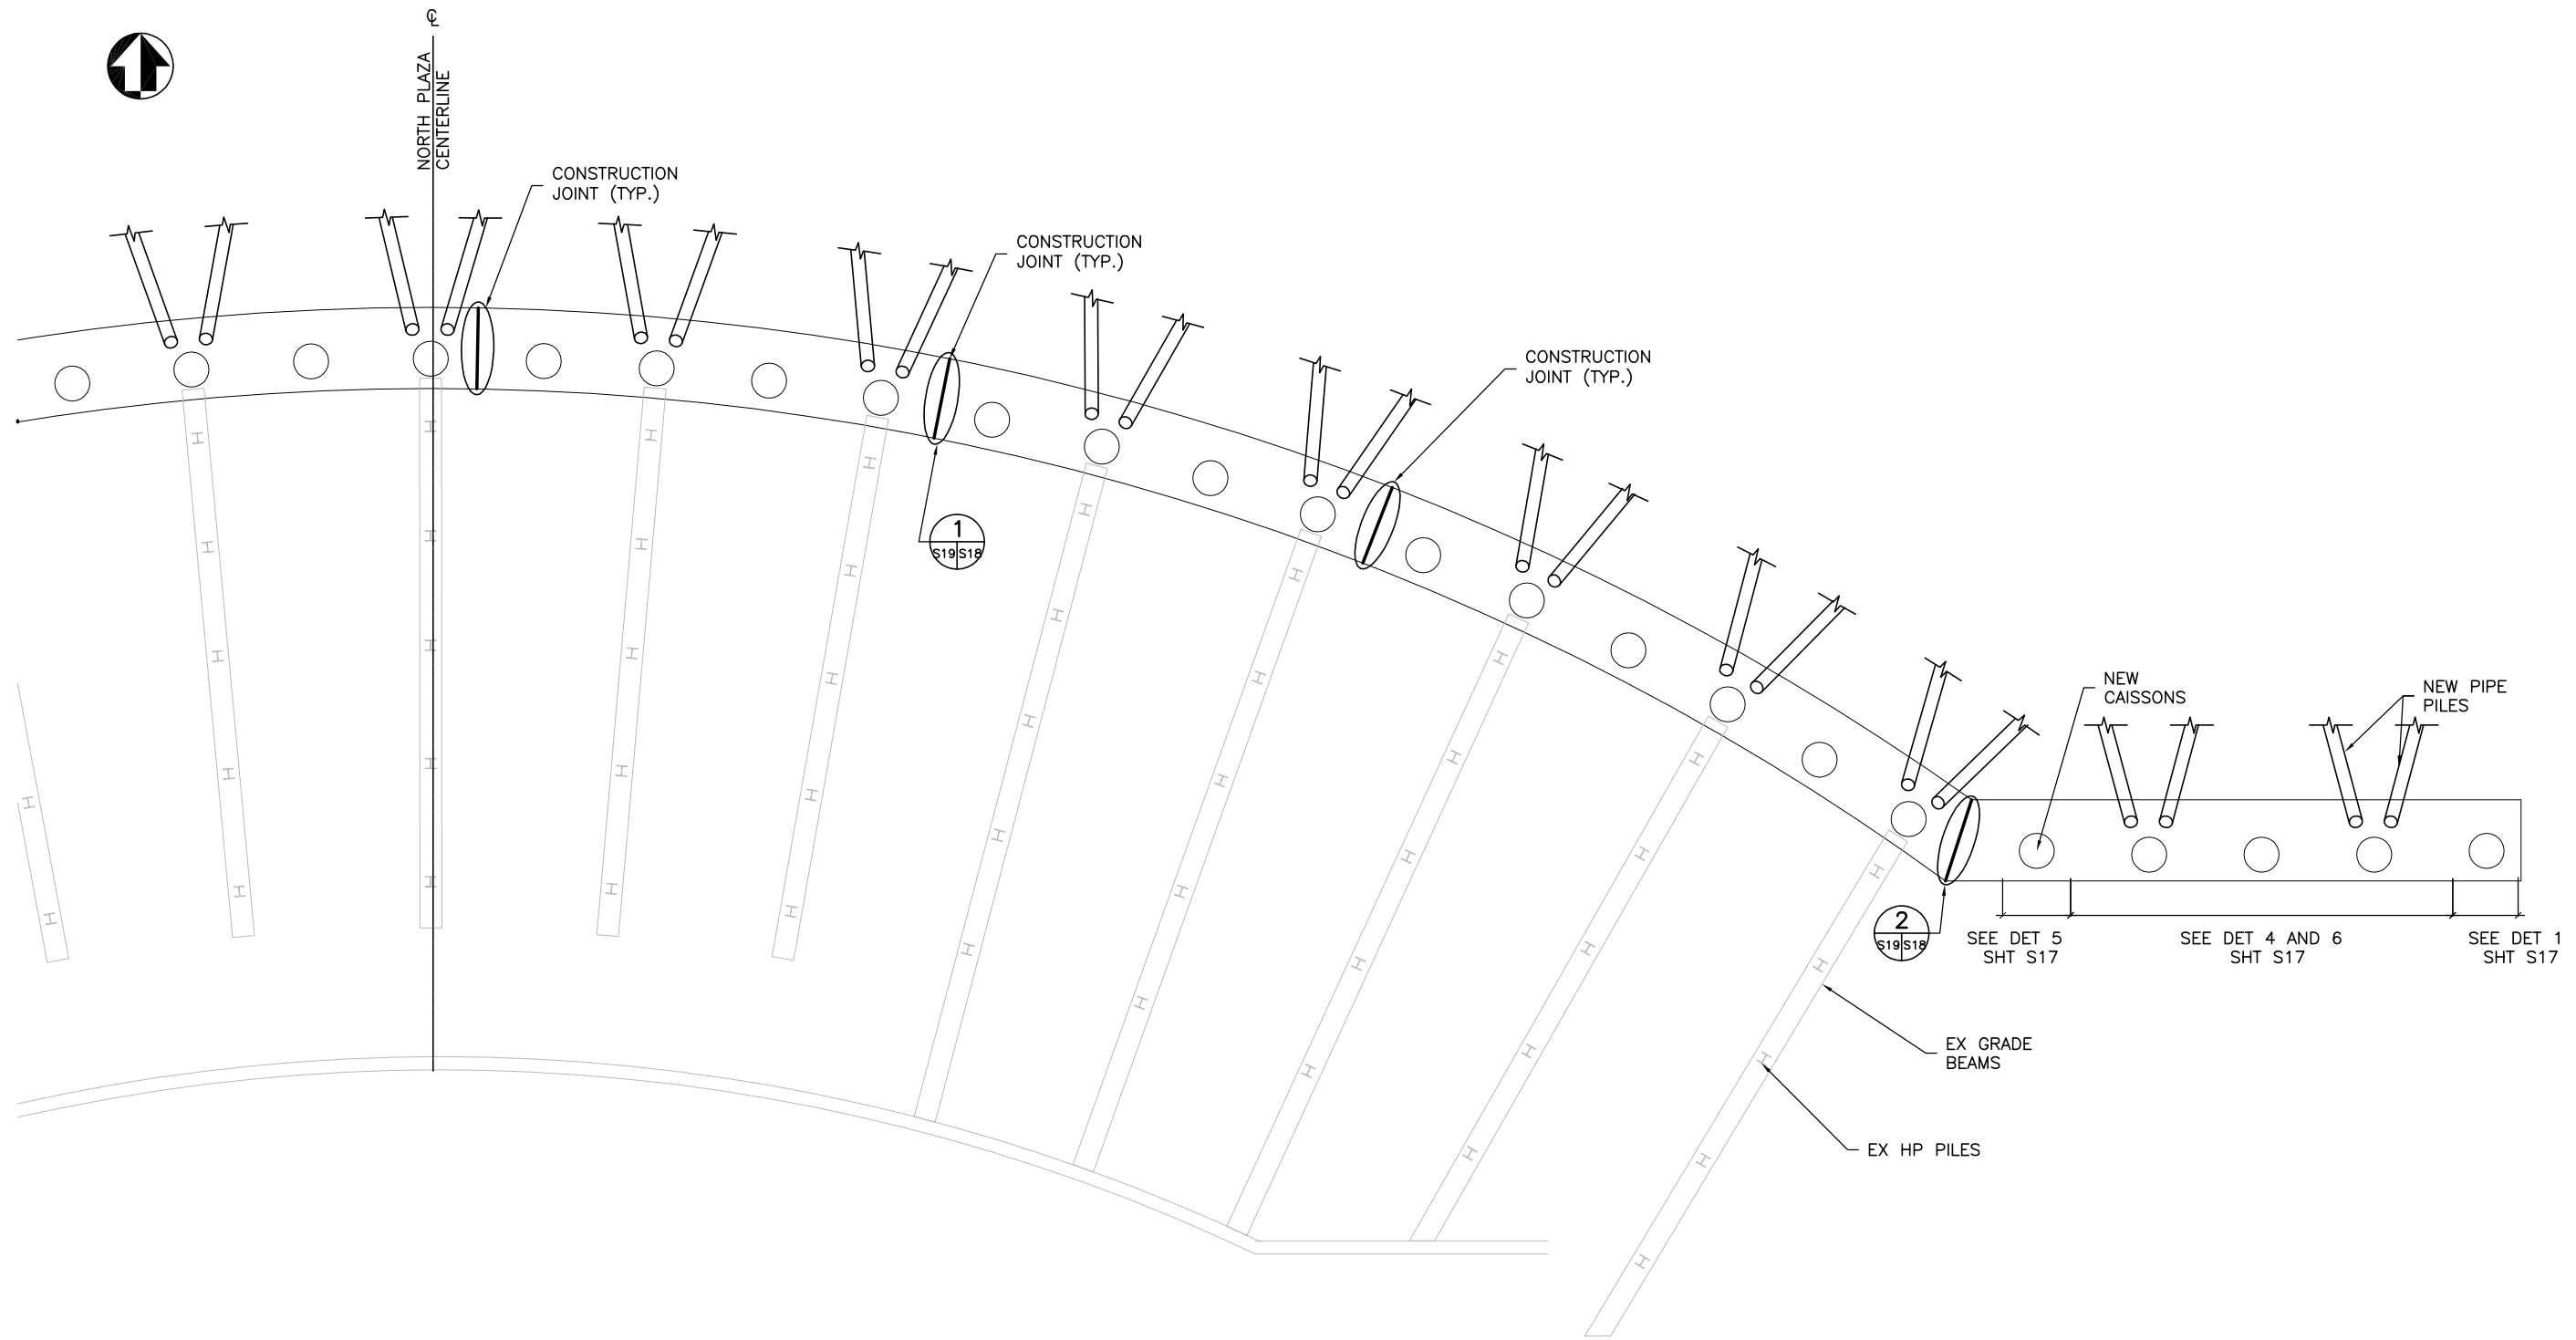 ℄
NORTH PLAZA
CENTERLINE
CONSTRUCTION
JOINT (TYP.)
CONSTRUCTION
JOINT (TYP.)
CONSTRUCTION
JOINT (TYP.)
1
S19 S18
NEW
CAISSONS
NEW PIPE
PILES
2
S19 S18
SEE DET 5
SHT S17
SEE DET 4 AND 6
SHT S17
SEE DET 1
SHT S17
EX GRADE
BEAMS
EX HP PILES